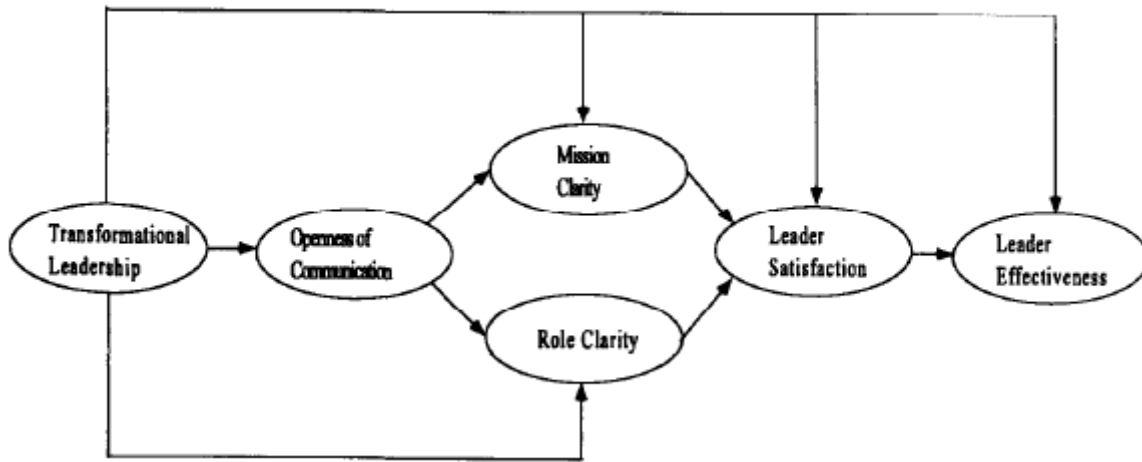 Mission
Clarity
Transformational
Leadership
Openness of
Communication
Leader
Satisfaction
Leader
Effectiveness
Role Clarity